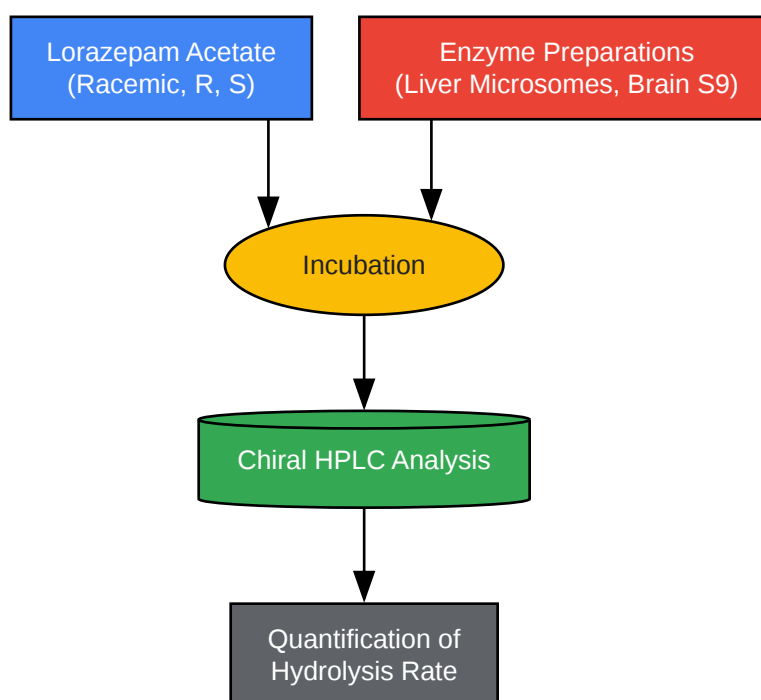 Lorazepam Acetate
(Racemic, R, S)
Enzyme Preparations
(Liver Microsomes, Brain S9)
Incubation
Chiral HPLC Analysis
Quantification of
Hydrolysis Rate